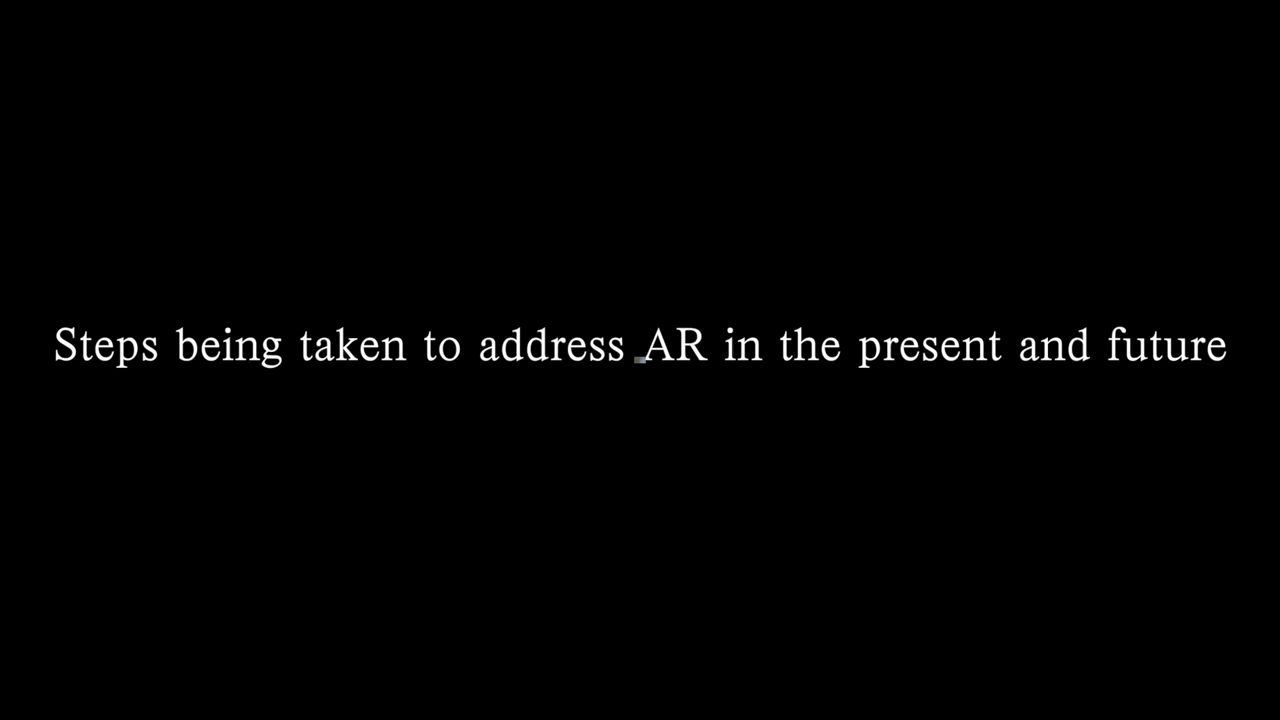 Steps being taken to address AR in the present and future